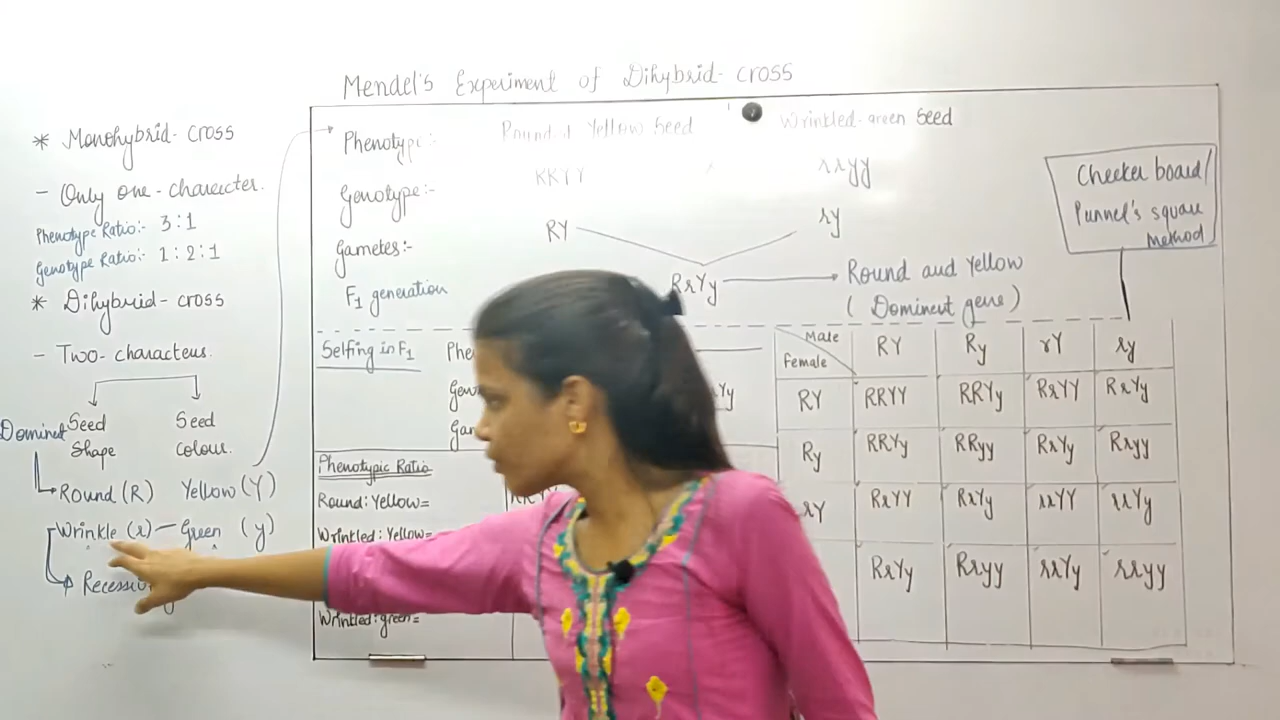 Mendel's Experiment of Dihybrid-cross
* Monohybrid-cross
- Only one-character.
Phenotype Ratio:- 3:1
Genotype Ratio:- 1:2:1
* Dihybrid-cross
- Two-characters.
Dominent
Seed Shape
Seed colour.
Round (R) Yellow (Y)
Wrinkle (r) — Green (y)
Phenotype:- Round Yellow Seed Wrinkled-green Seed
Genotype:- RRYY rryy
Gametes:- RY ry
F1 generation RrYy Round and Yellow
(Dominent gene)
Checker board/
Punnel's square
Method
Selfing in F1
Phenotypic Ratio
Round:Yellow=
Wrinkled:Yellow=
Wrinkled:green=
Male
Female
RY Ry rY ry
RY RRYY RRYy RrYY RrYy
Ry RRYy RRyy RrYy Rryy
rY RrYY RrYy rrYY rrYy
RrYy Rryy rrYy rryy